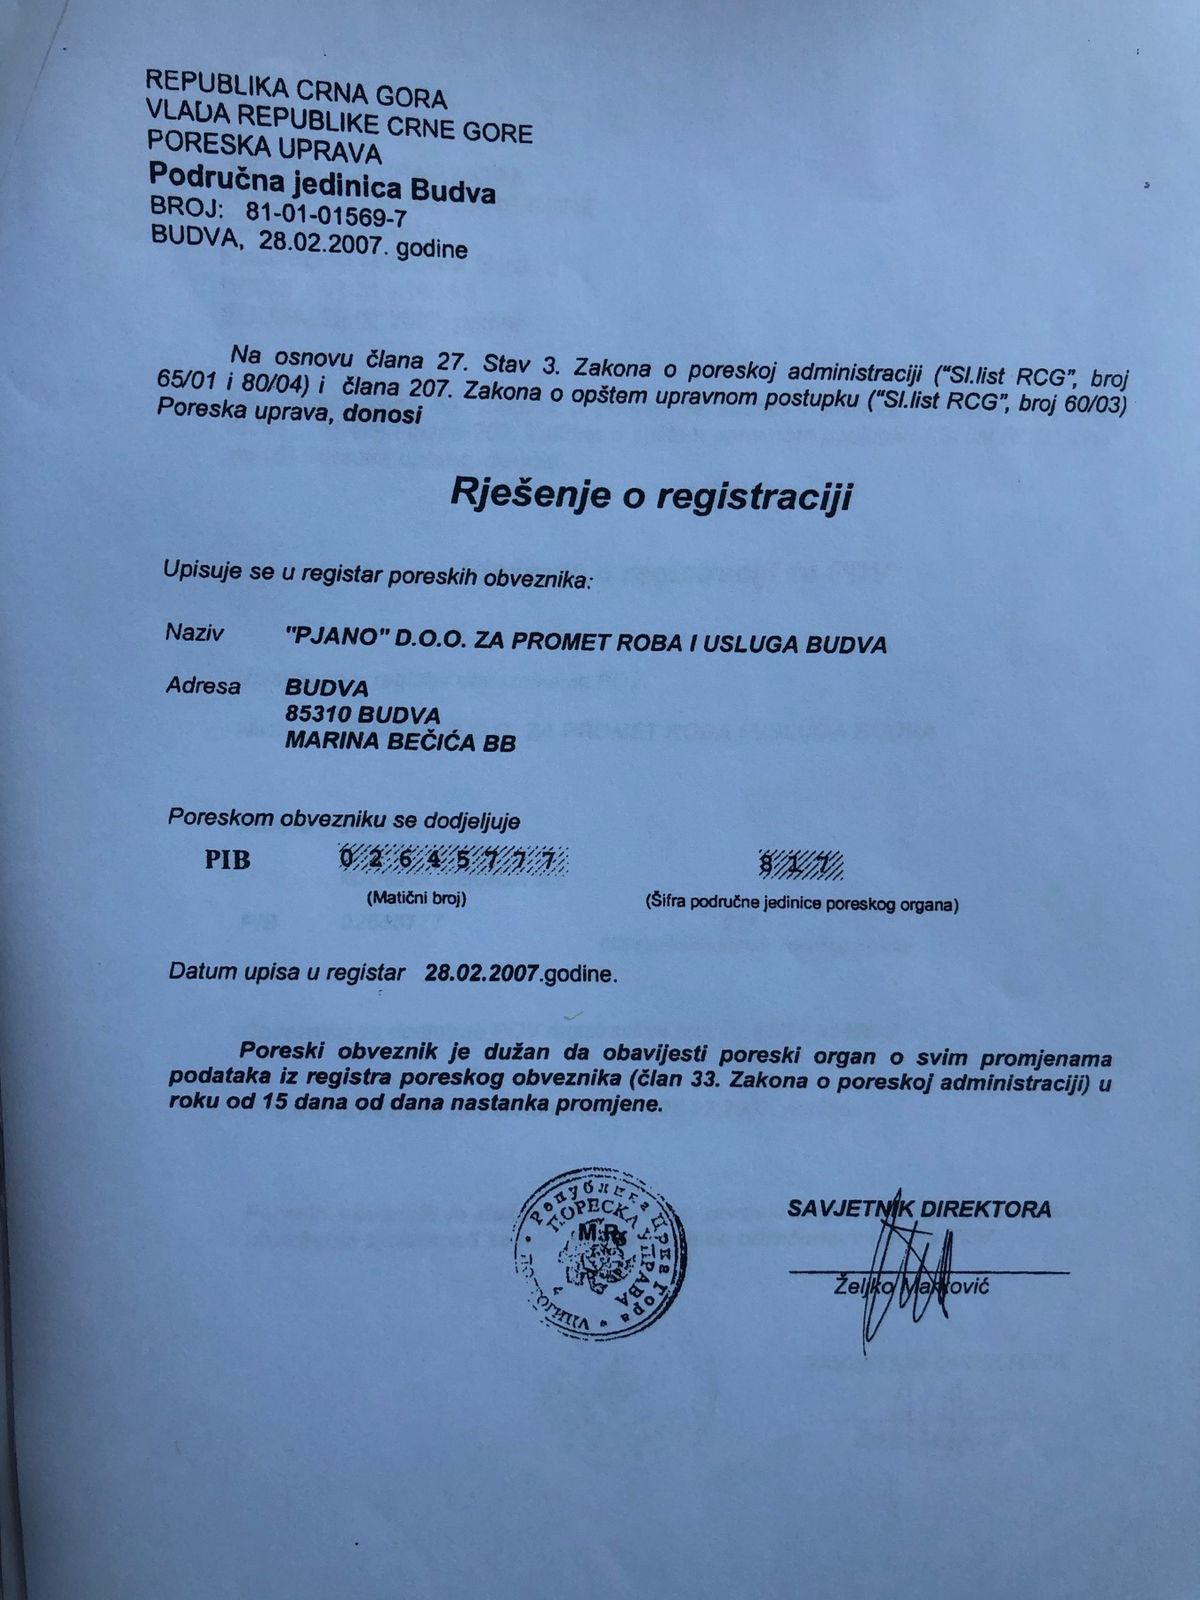 REPUBLIKA CRNA GORA
VLADA REPUBLIKE CRNE GORE
PORESKA UPRAVA
Područna jedinica Budva
BROJ: 81-01-01569-7
BUDVA, 28.02.2007. godine
Na osnovu člana 27. Stav 3. Zakona o poreskoj administraciji (“Sl.list RCG”, broj
65/01 i 80/04) i člana 207. Zakona o opštem upravnom postupku (“Sl.list RCG”, broj 60/03)
Poreska uprava, donosi
Rješenje o registraciji
Upisuje se u registar poreskih obveznika:
Naziv "PJANO" D.O.O. ZA PROMET ROBA I USLUGA BUDVA
Adresa BUDVA
85310 BUDVA
MARINA BEČIĆA BB
Poreskom obvezniku se dodjeljuje
PIB 02645777 817
(Matični broj) (Šifra područne jedinice poreskog organa)
Datum upisa u registar 28.02.2007.godine.
Poreski obveznik je dužan da obavijesti poreski organ o svim promjenama
podataka iz registra poreskog obveznika (član 33. Zakona o poreskoj administraciji) u
roku od 15 dana od dana nastanka promjene.
Република Црна Гора
ПОРЕСКА УПРАВА
M.P.
SAVJETNIK DIREKTORA
Željko Marković